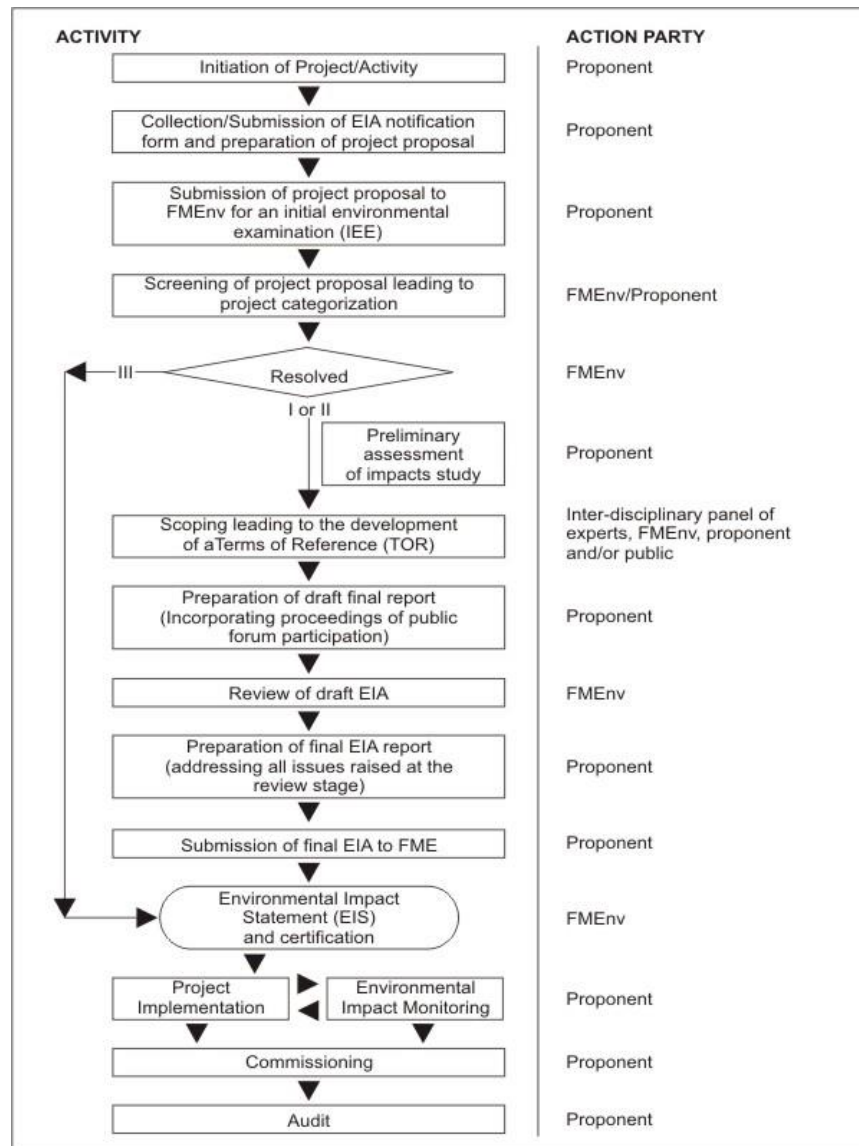 ACTIVITY
ACTION PARTY
Initiation of Project/Activity
Proponent
Collection/Submission of EIA notification
form and preparation of project proposal
Proponent
Submission of project proposal to
FMEnv for an initial environmental
examination (IEE)
Proponent
Screening of project proposal leading to
project categorization
FMEnv/Proponent
III
Resolved
FMEnv
I or II
Preliminary
assessment
of impacts study
Proponent
Scoping leading to the development
of aTerms of Reference (TOR)
Inter-disciplinary panel of
experts, FMEnv, proponent
and/or public
Preparation of draft final report
(Incorporating proceedings of public
forum participation)
Proponent
Review of draft EIA
FMEnv
Preparation of final EIA report
(addressing all issues raised at the
review stage)
Proponent
Submission of final EIA to FME
Proponent
Environmental Impact
Statement (EIS)
and certification
FMEnv
Project
Implementation
Environmental
Impact Monitoring
Proponent
Commissioning
Proponent
Audit
Proponent